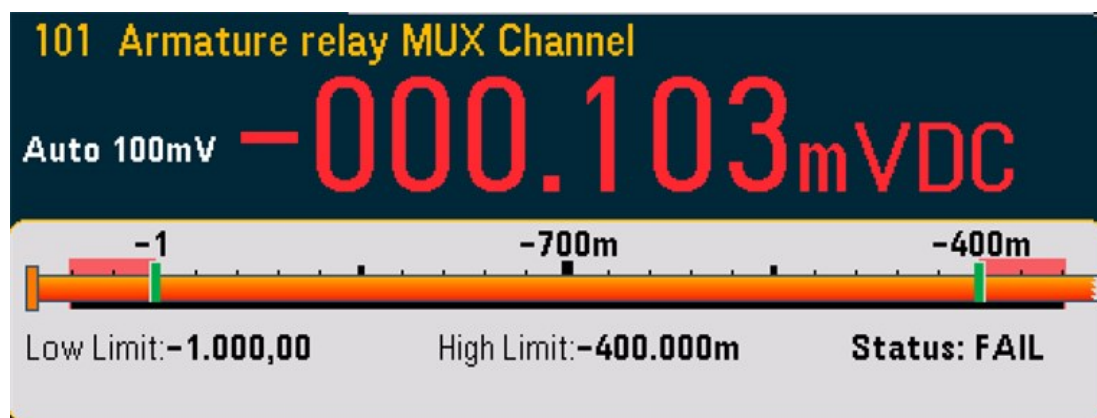 101 Armature relay MUX Channel
Auto 100mV -000.103mVDC
-1 -700m -400m
Low Limit:-1.000,00 High Limit:-400.000m Status: FAIL